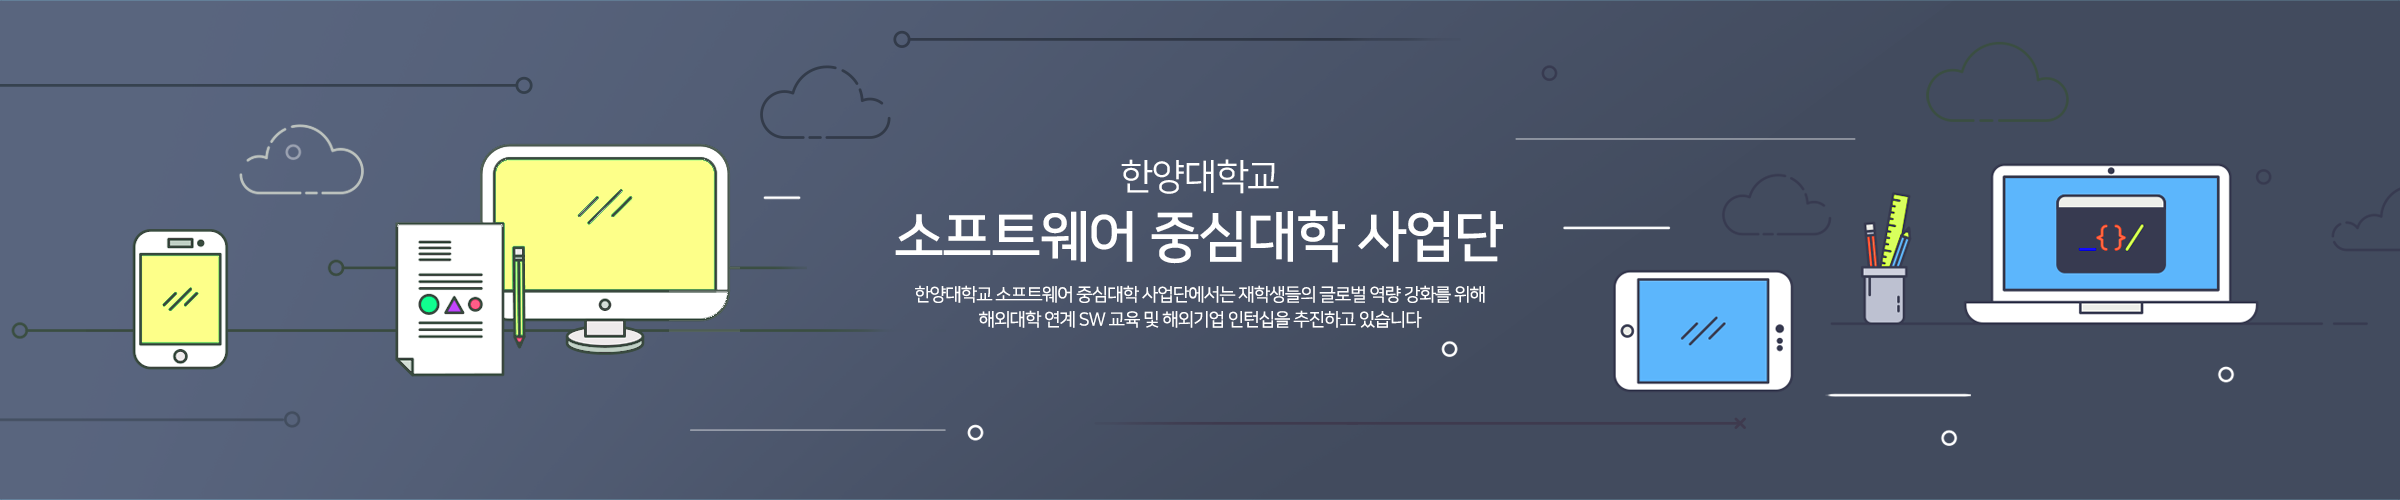 한양대학교
소프트웨어 중심대학 사업단
한양대학교 소프트웨어 중심대학 사업단에서는 재학생들의 글로벌 역량 강화를 위해
해외대학 연계 SW 교육 및 해외기업 인턴십을 추진하고 있습니다
_{}/